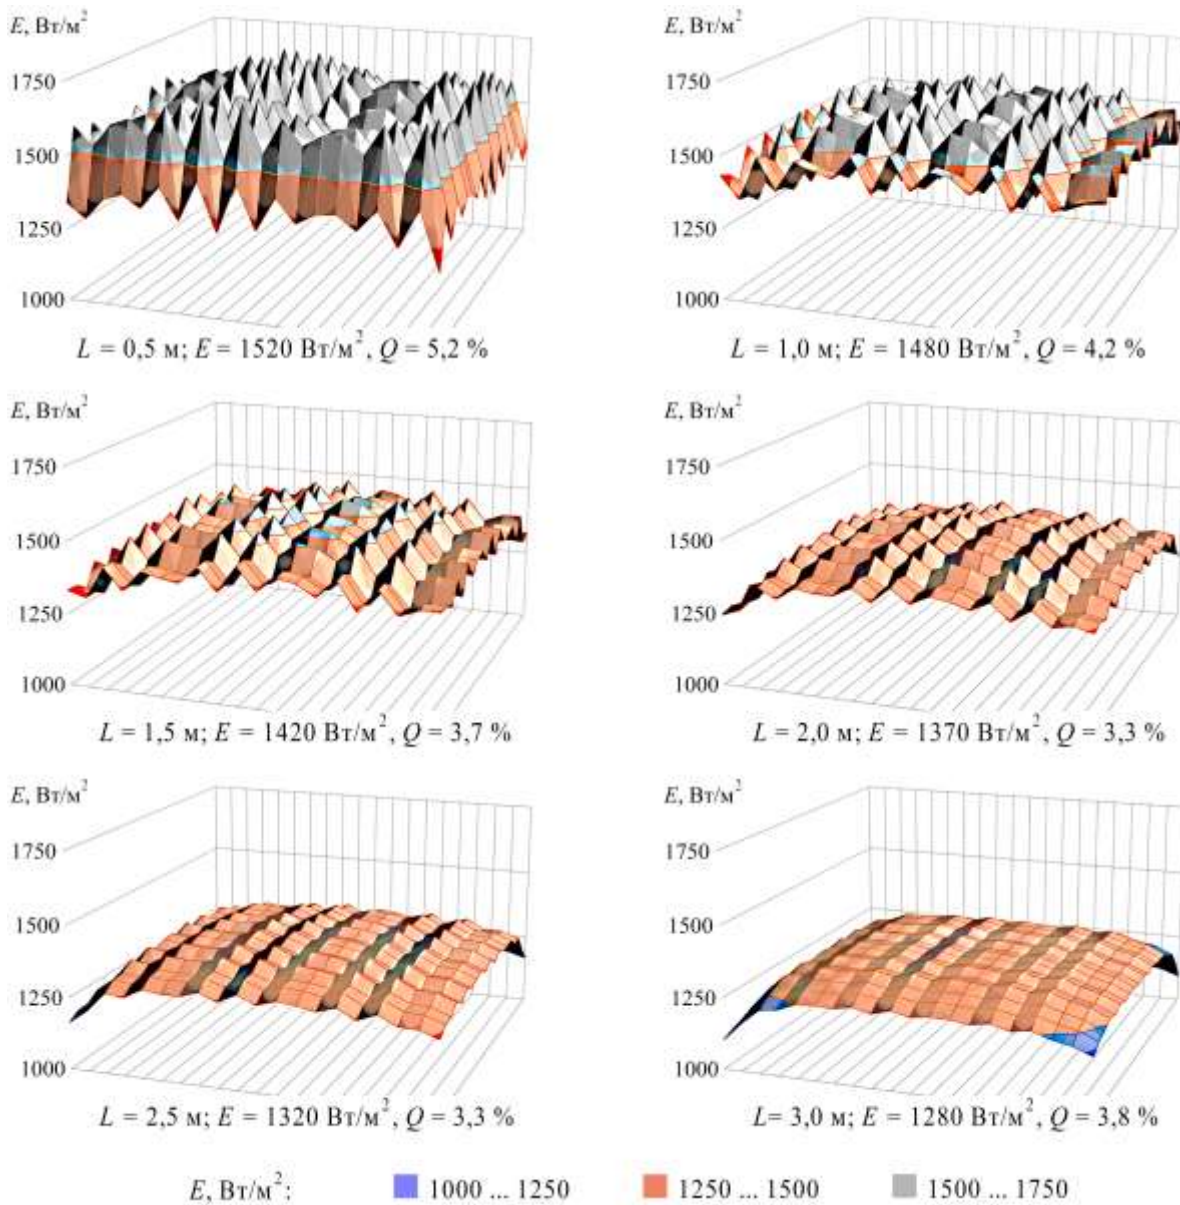 E, Вт/м²
1750
1500
1250
1000
L = 0,5 м; E = 1520 Вт/м², Q = 5,2 %
E, Вт/м²
1750
1500
1250
1000
L = 1,0 м; E = 1480 Вт/м², Q = 4,2 %
E, Вт/м²
1750
1500
1250
1000
L = 1,5 м; E = 1420 Вт/м², Q = 3,7 %
E, Вт/м²
1750
1500
1250
1000
L = 2,0 м; E = 1370 Вт/м², Q = 3,3 %
E, Вт/м²
1750
1500
1250
1000
L = 2,5 м; E = 1320 Вт/м², Q = 3,3 %
E, Вт/м²
1750
1500
1250
1000
L= 3,0 м; E = 1280 Вт/м², Q = 3,8 %
E, Вт/м²: 1000 ... 1250 1250 ... 1500 1500 ... 1750